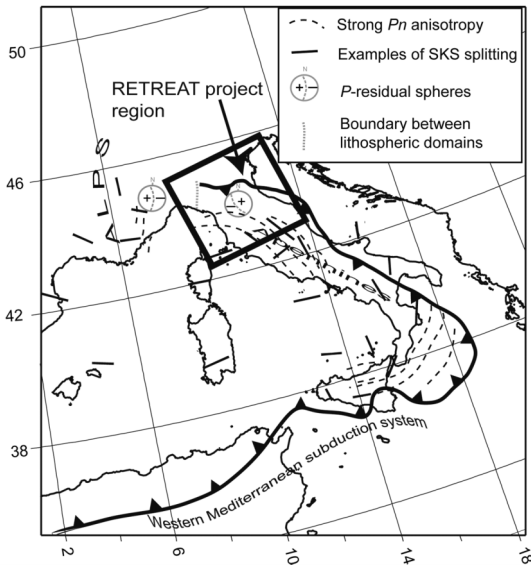 50
46
42
38
2
6
10
14
18
Strong Pn anisotropy
Examples of SKS splitting
N
+ −
P-residual spheres
Boundary between
lithospheric domains
RETREAT project
region
ALPS
N
+ −
N
+
Western Mediterranean subduction system